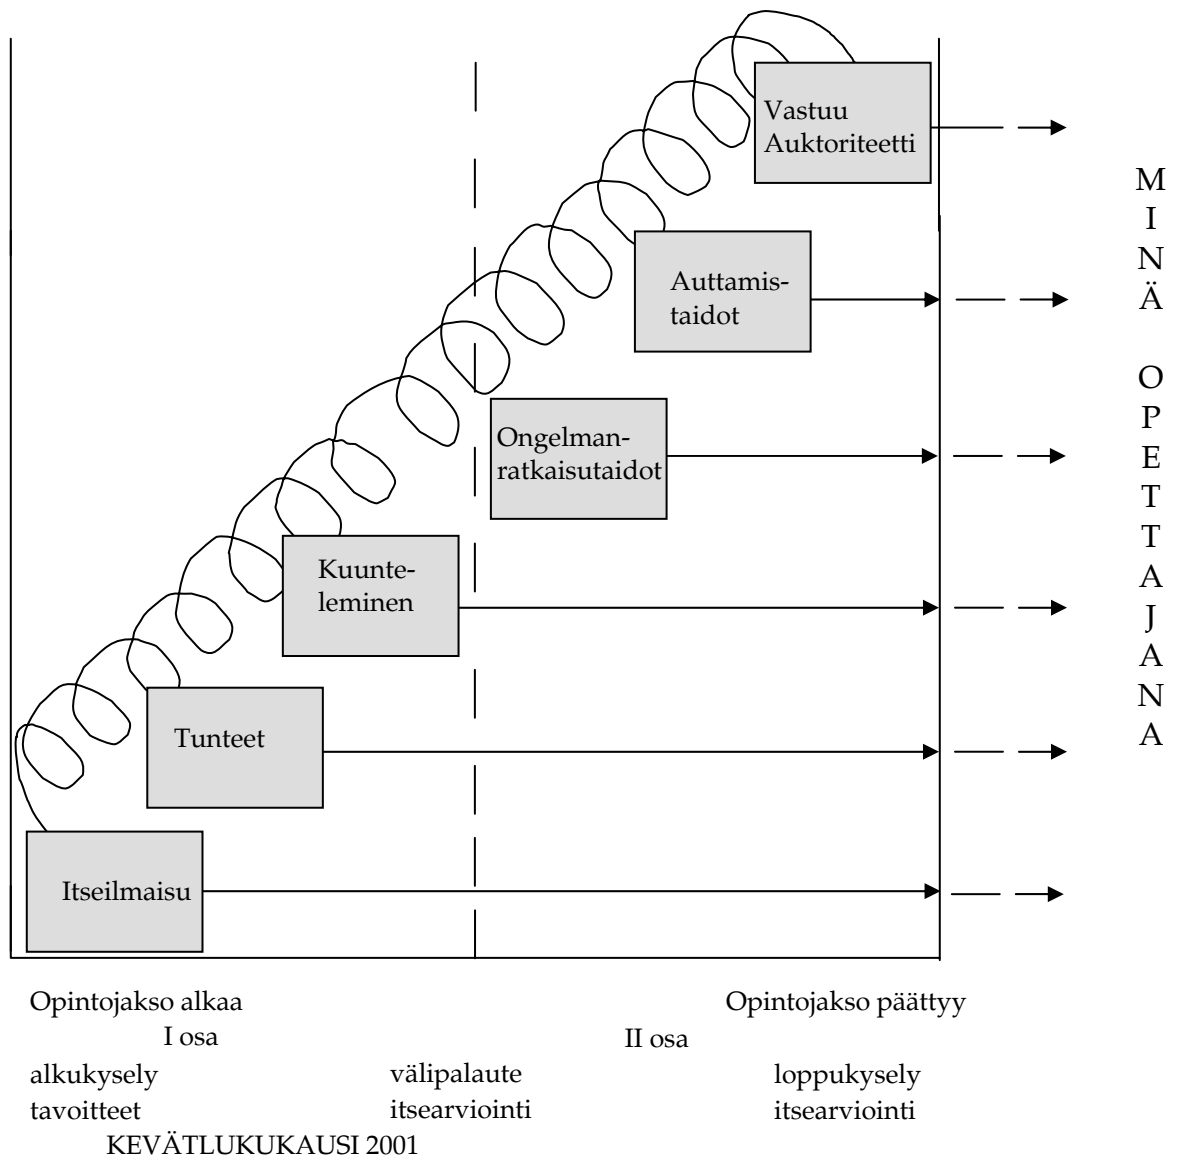 Vastuu
Auktoriteetti
Auttamis-
taidot
Ongelman-
ratkaisutaidot
Kuunte-
leminen
Tunteet
Itseilmaisu
M
I
N
Ä
O
P
E
T
T
A
J
A
N
A
Opintojakso alkaa
Opintojakso päättyy
I osa
II osa
alkukysely
välipalaute
loppukysely
tavoitteet
itsearviointi
itsearviointi
KEVÄTLUKUKAUSI 2001